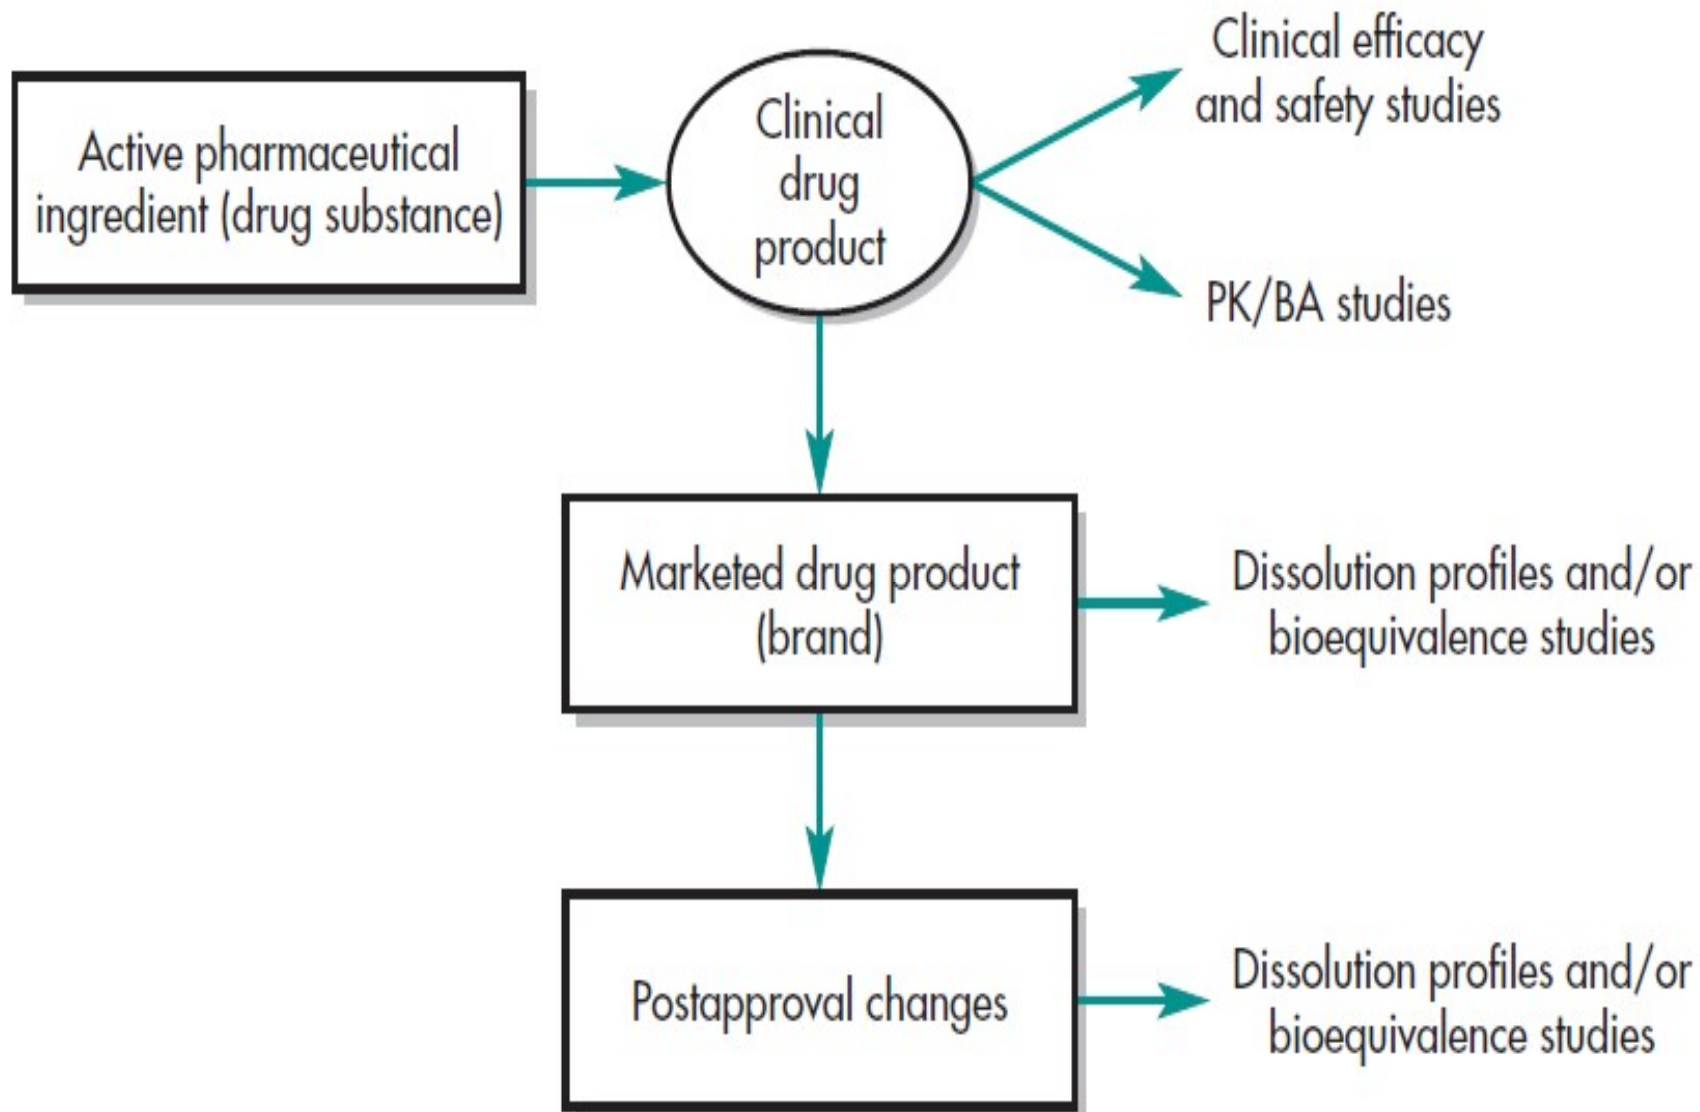 Active pharmaceutical
ingredient (drug substance)
Clinical
drug
product
Clinical efficacy
and safety studies
PK/BA studies
Marketed drug product
(brand)
Dissolution profiles and/or
bioequivalence studies
Postapproval changes
Dissolution profiles and/or
bioequivalence studies